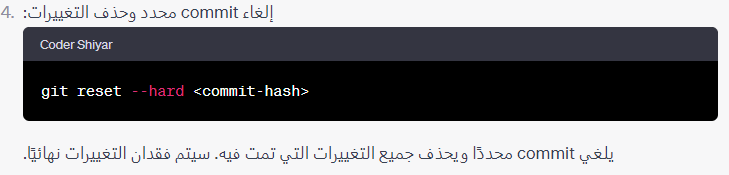 4. إلغاء commit محدد وحذف التغييرات:
Coder Shiyar
git reset --hard <commit-hash>
يلغي commit محددًا ويحذف جميع التغييرات التي تمت فيه. سيتم فقدان التغييرات نهائيًا.